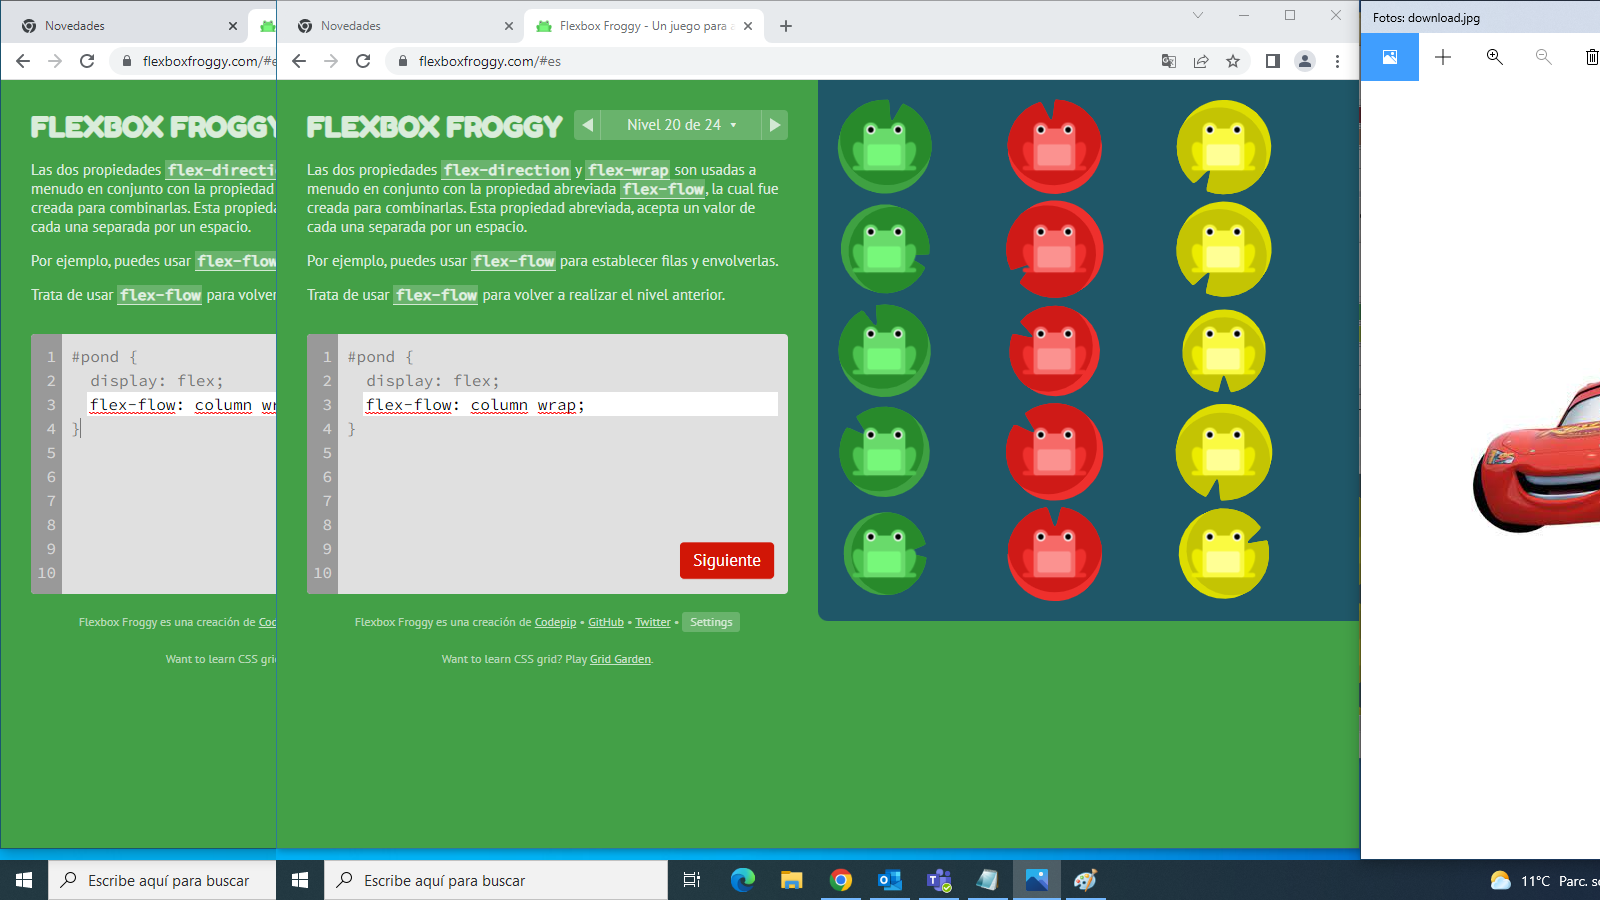 Novedades
flexboxfroggy.com/#e
FLEXBOX FROGGY
Las dos propiedades flex-directi
menudo en conjunto con la propiedad
creada para combinarlas. Esta propieda
cada una separada por un espacio.
Por ejemplo, puedes usar flex-flow
Trata de usar flex-flow para volver
1 #pond {
2 display: flex;
3 flex-flow: column wr
4 }
5
6
7
8
9
10
Flexbox Froggy es una creación de Cod
Want to learn CSS grid
Escribe aquí para buscar
Novedades
Flexbox Froggy - Un juego para a
flexboxfroggy.com/#es
FLEXBOX FROGGY
Nivel 20 de 24
Las dos propiedades flex-direction y flex-wrap son usadas a
menudo en conjunto con la propiedad abreviada flex-flow, la cual fue
creada para combinarlas. Esta propiedad abreviada, acepta un valor de
cada una separada por un espacio.
Por ejemplo, puedes usar flex-flow para establecer filas y envolverlas.
Trata de usar flex-flow para volver a realizar el nivel anterior.
1 #pond {
2 display: flex;
3 flex-flow: column wrap;
4 }
5
6
7
8
9
10
Siguiente
Flexbox Froggy es una creación de Codepip • GitHub • Twitter • Settings
Want to learn CSS grid? Play Grid Garden.
Escribe aquí para buscar
Fotos: download.jpg
11°C Parc. so